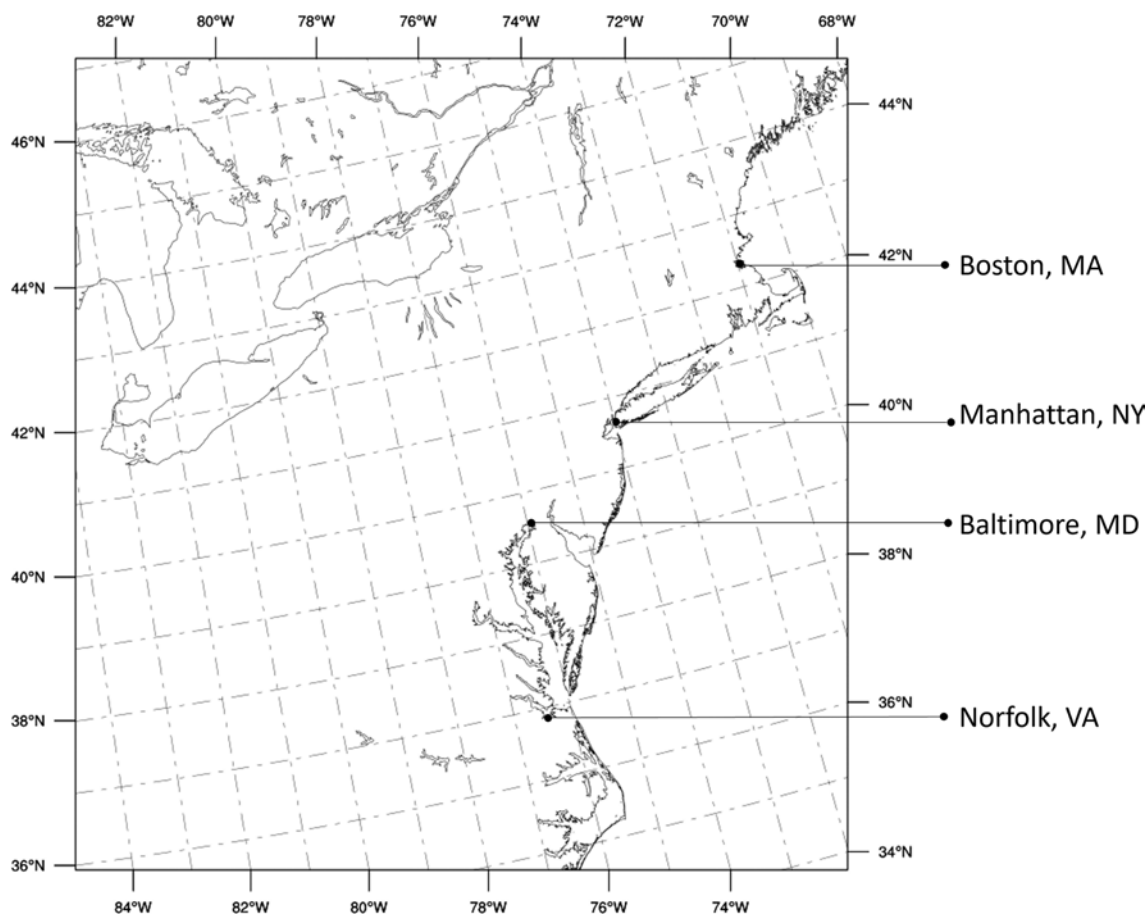 82°W 80°W 78°W 76°W 74°W 72°W 70°W 68°W
44°N
46°N
42°N
Boston, MA
44°N
40°N
Manhattan, NY
42°N
Baltimore, MD
38°N
40°N
36°N
Norfolk, VA
38°N
34°N
36°N
84°W 82°W 80°W 78°W 76°W 74°W